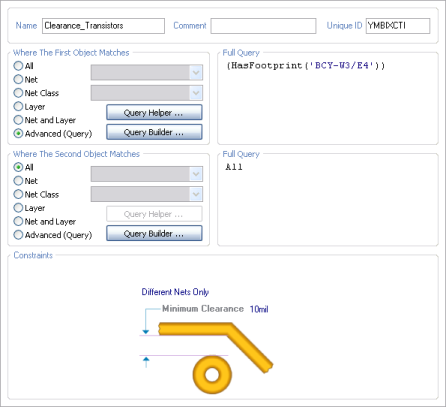 Name Clearance_Transistors Comment Unique ID YMBIXCTI
Where The First Object Matches
All
Net
Net Class
Layer
Net and Layer
Advanced (Query)
Query Helper ...
Query Builder ...
Full Query
(HasFootprint('BCY-W3/E4'))
Where The Second Object Matches
All
Net
Net Class
Layer
Net and Layer
Advanced (Query)
Query Helper ...
Query Builder ...
Full Query
All
Constraints
Different Nets Only
Minimum Clearance 10mil